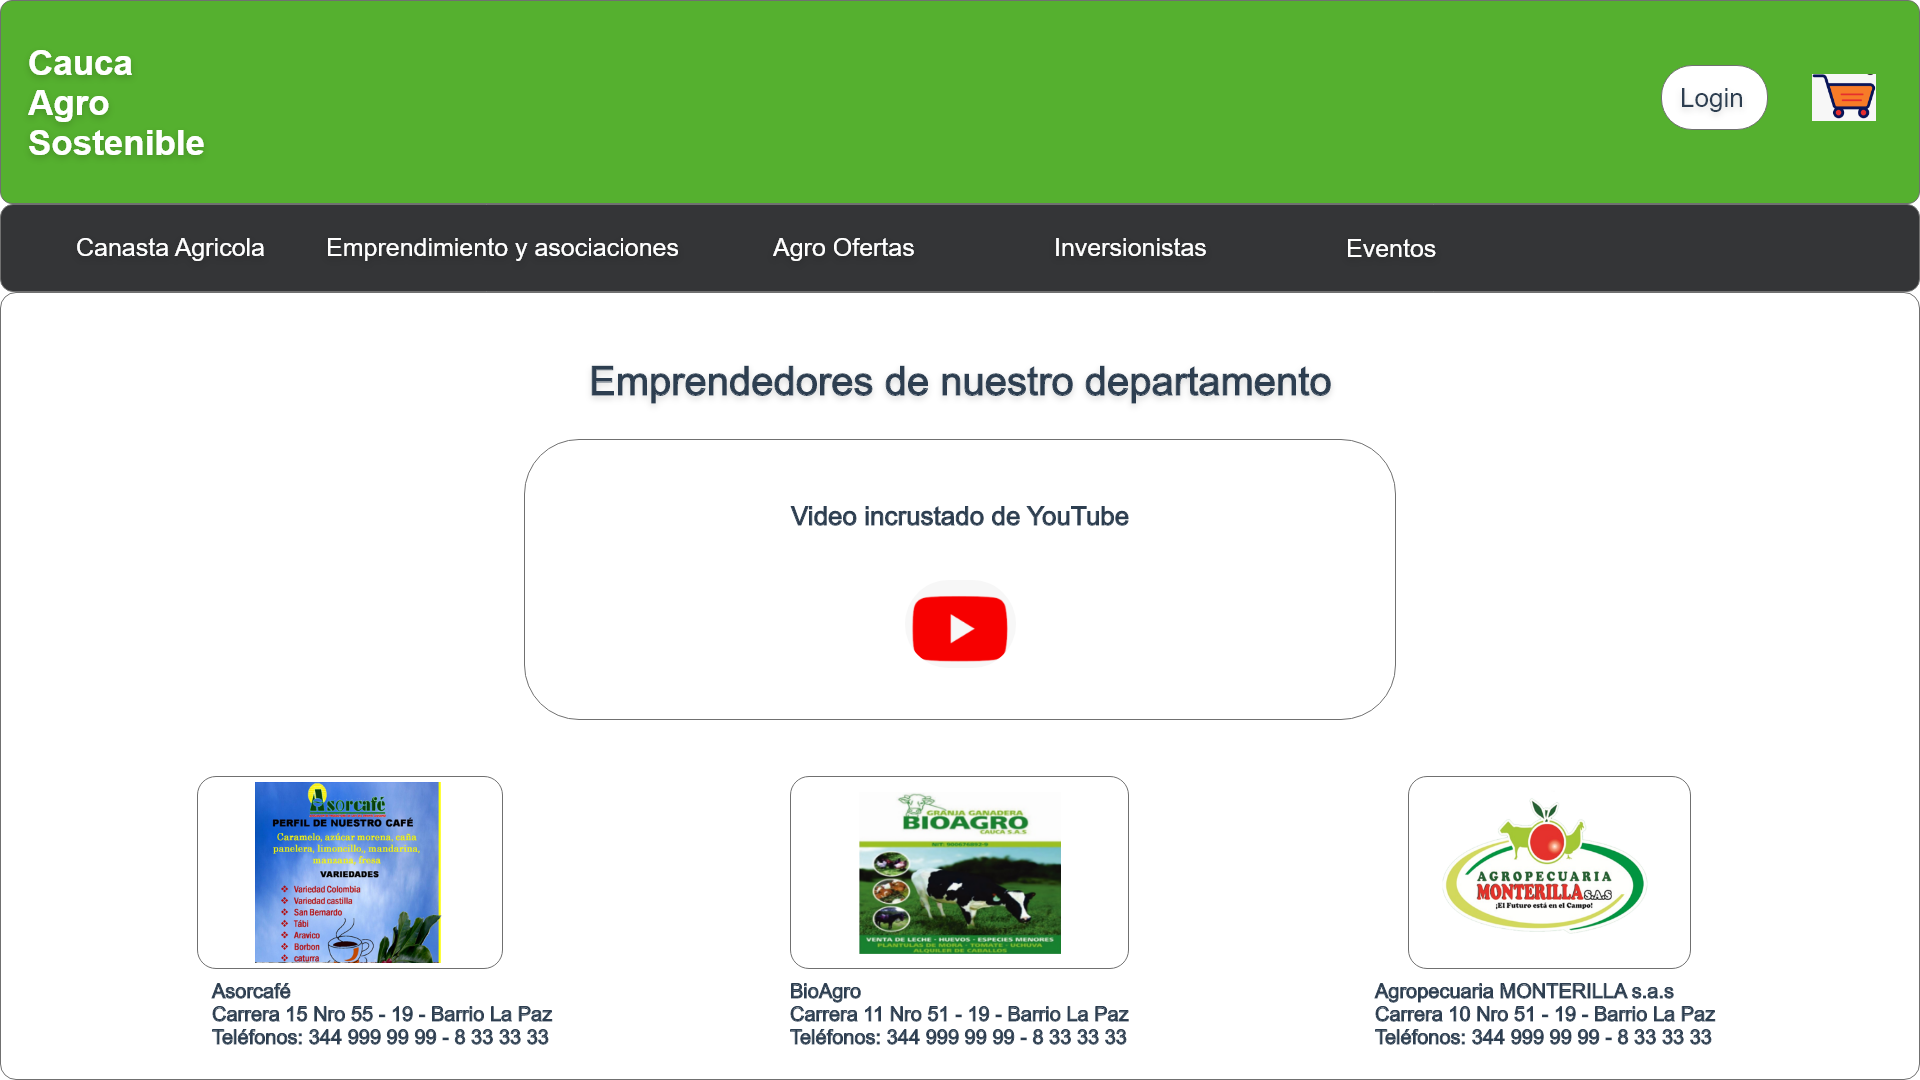 Cauca
Agro
Sostenible
Login
Canasta Agricola
Emprendimiento y asociaciones
Agro Ofertas
Inversionistas
Eventos
Emprendedores de nuestro departamento
Video incrustado de YouTube
Asorcafé
PERFIL DE NUESTRO CAFÉ
Caramelo, azúcar morena, caña
panelera, limoncillo,, mandarina,
manzana, fresa
VARIEDADES
Variedad Colombia
Variedad castilla
San Bernardo
Tábi
Aravico
Borbon
caturra
GRANJA GANADERA
BIOAGRO
CAUCA S.A.S
VENTA DE LECHE - HUEVOS - ESPECIES MENORES
PLANTULAS DE MORA - TOMATE - UCHUVA
ALQUILER DE CABALLOS
AGROPECUARIA
MONTERILLA S.A.S
¡El Futuro está en el Campo!
Asorcafé
Carrera 15 Nro 55 - 19 - Barrio La Paz
Teléfonos: 344 999 99 99 - 8 33 33 33
BioAgro
Carrera 11 Nro 51 - 19 - Barrio La Paz
Teléfonos: 344 999 99 99 - 8 33 33 33
Agropecuaria MONTERILLA s.a.s
Carrera 10 Nro 51 - 19 - Barrio La Paz
Teléfonos: 344 999 99 99 - 8 33 33 33